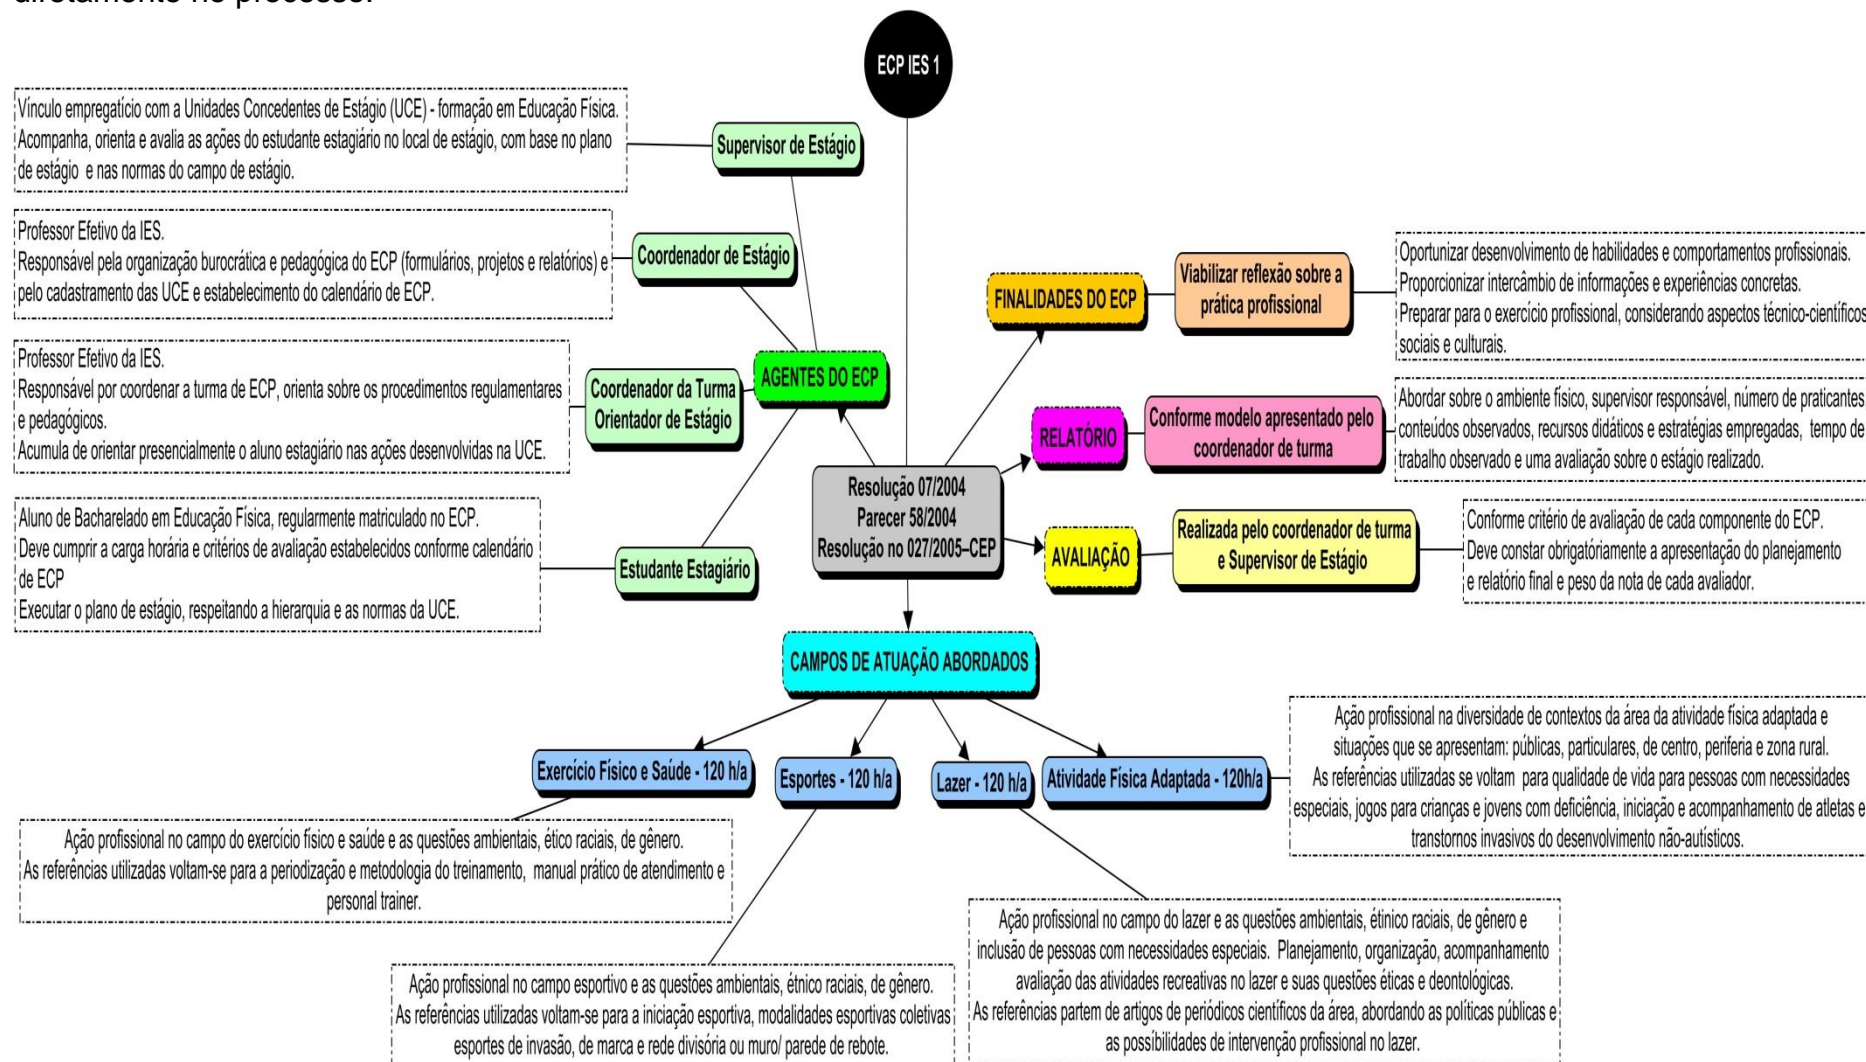 diretamente no processo.
ECP IES 1
Vínculo empregatício com a Unidades Concedentes de Estágio (UCE) - formação em Educação Física.
Acompanha, orienta e avalia as ações do estudante estagiário no local de estágio, com base no plano
de estágio e nas normas do campo de estágio.
Supervisor de Estágio
Professor Efetivo da IES.
Responsável pela organização burocrática e pedagógica do ECP (formulários, projetos e relatórios) e
pelo cadastramento das UCE e estabelecimento do calendário de ECP.
Coordenador de Estágio
Professor Efetivo da IES.
Responsável por coordenar a turma de ECP, orienta sobre os procedimentos regulamentares
e pedagógicos.
Acumula de orientar presencialmente o aluno estagiário nas ações desenvolvidas na UCE.
Coordenador da Turma
Orientador de Estágio
AGENTES DO ECP
Aluno de Bacharelado em Educação Física, regularmente matriculado no ECP.
Deve cumprir a carga horária e critérios de avaliação estabelecidos conforme calendário
de ECP
Executar o plano de estágio, respeitando a hierarquia e as normas da UCE.
Estudante Estagiário
Resolução 07/2004
Parecer 58/2004
Resolução no 027/2005–CEP
FINALIDADES DO ECP
Viabilizar reflexão sobre a
prática profissional
Oportunizar desenvolvimento de habilidades e comportamentos profissionais.
Proporcionizar intercâmbio de informações e experiências concretas.
Preparar para o exercício profissional, considerando aspectos técnico-científicos
sociais e culturais.
RELATÓRIO
Conforme modelo apresentado pelo
coordenador de turma
Abordar sobre o ambiente físico, supervisor responsável, número de praticantes
conteúdos observados, recursos didáticos e estratégias empregadas, tempo de
trabalho observado e uma avaliação sobre o estágio realizado.
AVALIAÇÃO
Realizada pelo coordenador de turma
e Supervisor de Estágio
Conforme critério de avaliação de cada componente do ECP.
Deve constar obrigatóriamente a apresentação do planejamento
e relatório final e peso da nota de cada avaliador.
CAMPOS DE ATUAÇÃO ABORDADOS
Exercício Físico e Saúde - 120 h/a
Esportes - 120 h/a
Lazer - 120 h/a
Atividade Física Adaptada - 120h/a
Ação profissional na diversidade de contextos da área da atividade física adaptada e
situações que se apresentam: públicas, particulares, de centro, periferia e zona rural.
As referências utilizadas se voltam para qualidade de vida para pessoas com necessidades
especiais, jogos para crianças e jovens com deficiência, iniciação e acompanhamento de atletas e
transtornos invasivos do desenvolvimento não-autísticos.
Ação profissional no campo do exercício físico e saúde e as questões ambientais, ético raciais, de gênero.
As referências utilizadas voltam-se para a periodização e metodologia do treinamento, manual prático de atendimento e
personal trainer.
Ação profissional no campo esportivo e as questões ambientais, étnico raciais, de gênero.
As referências utilizadas voltam-se para a iniciação esportiva, modalidades esportivas coletivas
esportes de invasão, de marca e rede divisória ou muro/ parede de rebote.
Ação profissional no campo do lazer e as questões ambientais, étinico raciais, de gênero e
inclusão de pessoas com necessidades especiais. Planejamento, organização, acompanhamento
avaliação das atividades recreativas no lazer e suas questões éticas e deontológicas.
As referências partem de artigos de periódicos científicos da área, abordando as políticas públicas e
as possíbilidades de intervenção profissional no lazer.